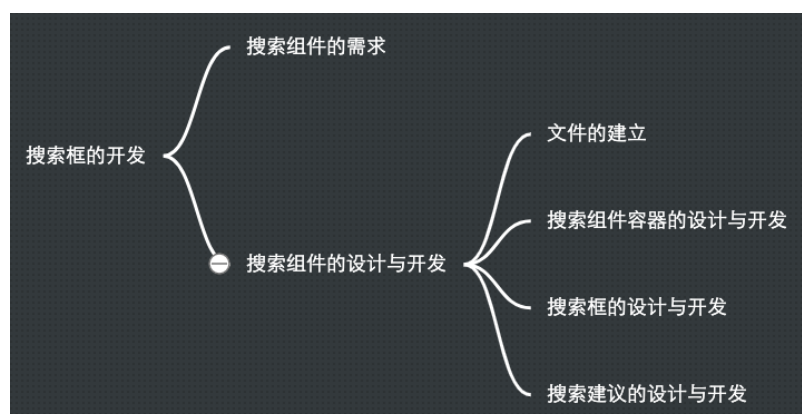 搜索组件的需求
搜索框的开发
文件的建立
搜索组件容器的设计与开发
搜索组件的设计与开发
搜索框的设计与开发
搜索建议的设计与开发